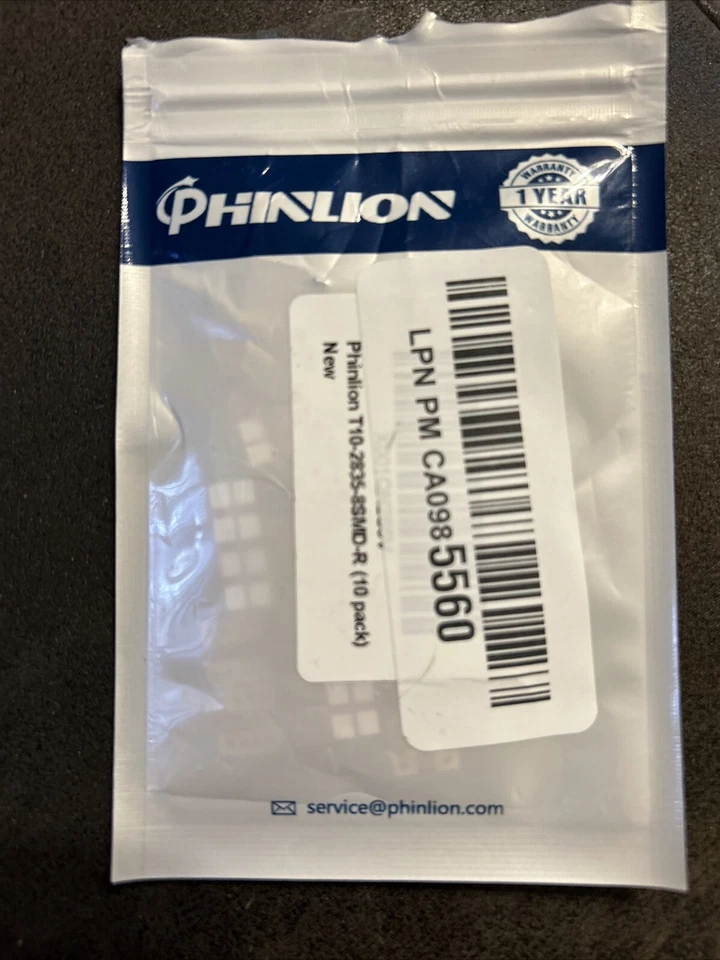 PHINLION
WARRANTY
1 YEAR
WARRANTY
LPN PM CA0985560
Phinlion T10-2835-8SMD-R (10 pack)
New
service@phinlion.com